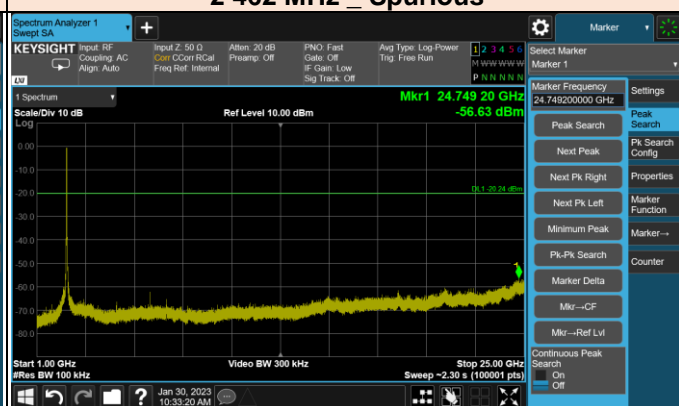 2 462 MHz _ Spurious
Spectrum Analyzer 1
Swept SA
Marker
KEYSIGHT
Input: RF
Coupling: AC
Align: Auto
Input Z: 50 Ω
Corr CCorr RCal
Freq Ref: Internal
Atten: 20 dB
Preamp: Off
PNO: Fast
Gate: Off
IF Gain: Low
Sig Track: Off
Avg Type: Log-Power
Trig: Free Run
1 2 3 4 5 6
M W W W W W
P N N N N N
LXI
Select Marker
Marker 1
1 Spectrum
Mkr1 24.749 20 GHz
-56.63 dBm
Scale/Div 10 dB
Ref Level 10.00 dBm
Log
0.00
-10.0
-20.0
-30.0
-40.0
-50.0
-60.0
-70.0
-80.0
DL1 -20.24 dBm
1
Start 1.00 GHz
#Res BW 100 kHz
Video BW 300 kHz
Stop 25.00 GHz
Sweep ~2.30 s (100001 pts)
Marker Frequency
24.749200000 GHz
Peak Search
Next Peak
Next Pk Right
Next Pk Left
Minimum Peak
Pk-Pk Search
Marker Delta
Mkr→CF
Mkr→Ref Lvl
Continuous Peak
Search
On
Off
Settings
Peak
Search
Pk Search
Config
Properties
Marker
Function
Marker→
Counter
?
Jan 30, 2023
10:33:20 AM